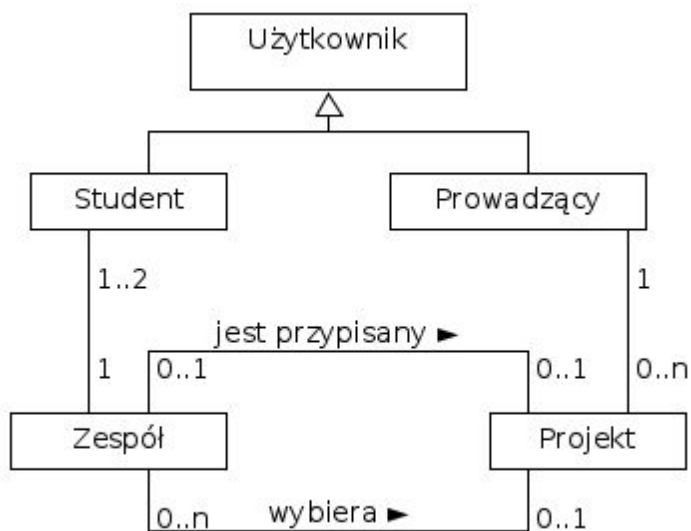 Użytkownik
Student
Prowadzący
1..2
1
jest przypisany ►
1
0..1
0..1
0..n
Zespół
Projekt
0..n
wybiera ►
0..1